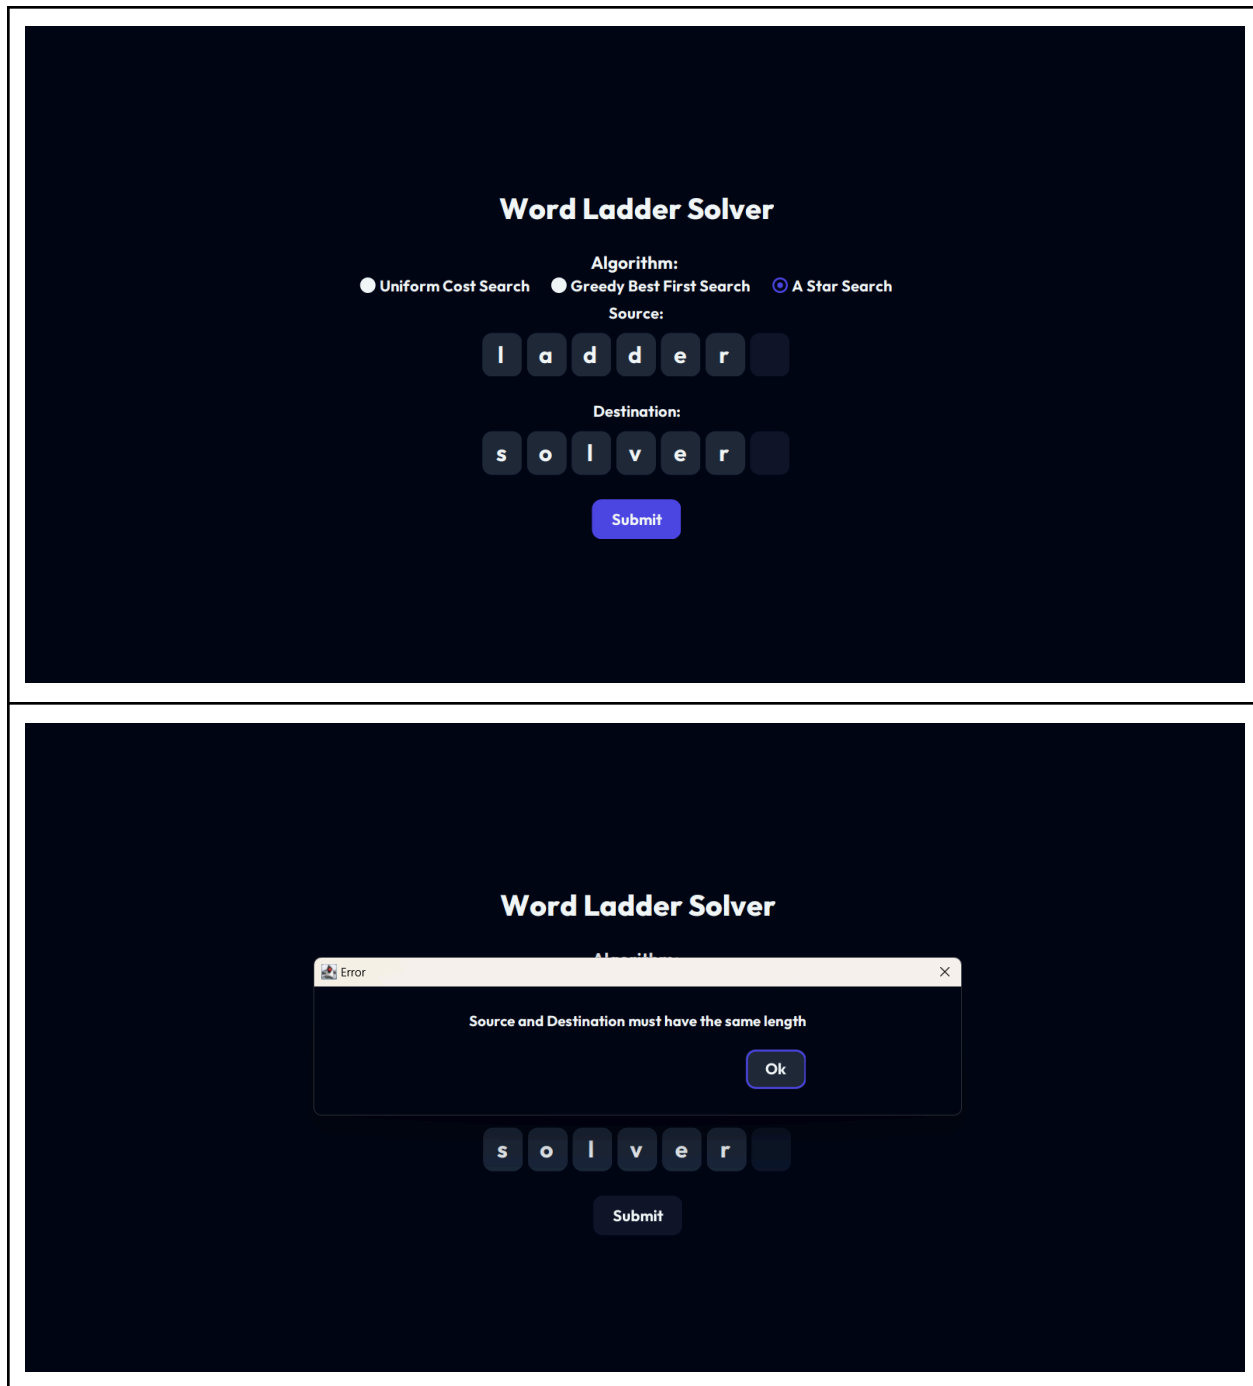 Word Ladder Solver
Algorithm:
Uniform Cost Search Greedy Best First Search A Star Search
Source:
l a d d e r
Destination:
s o l v e r
Submit
Word Ladder Solver
Error
Source and Destination must have the same length
Ok
s o l v e r
Submit